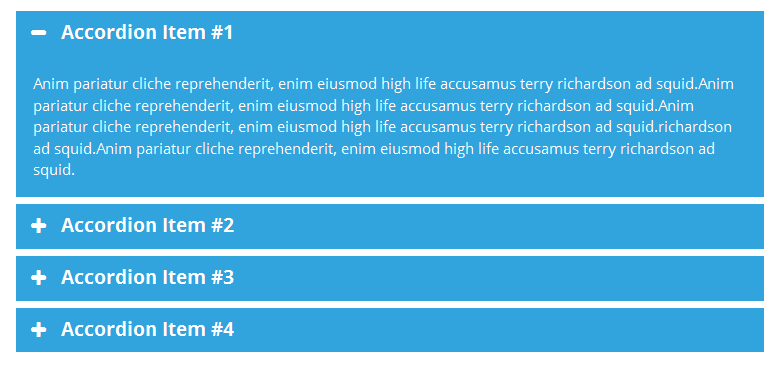 Accordion Item #1
Anim pariatur cliche reprehenderit, enim eiusmod high life accusamus terry richardson ad squid.Anim
pariatur cliche reprehenderit, enim eiusmod high life accusamus terry richardson ad squid.Anim
pariatur cliche reprehenderit, enim eiusmod high life accusamus terry richardson ad squid.richardson
ad squid.Anim pariatur cliche reprehenderit, enim eiusmod high life accusamus terry richardson ad
squid.
Accordion Item #2
Accordion Item #3
Accordion Item #4